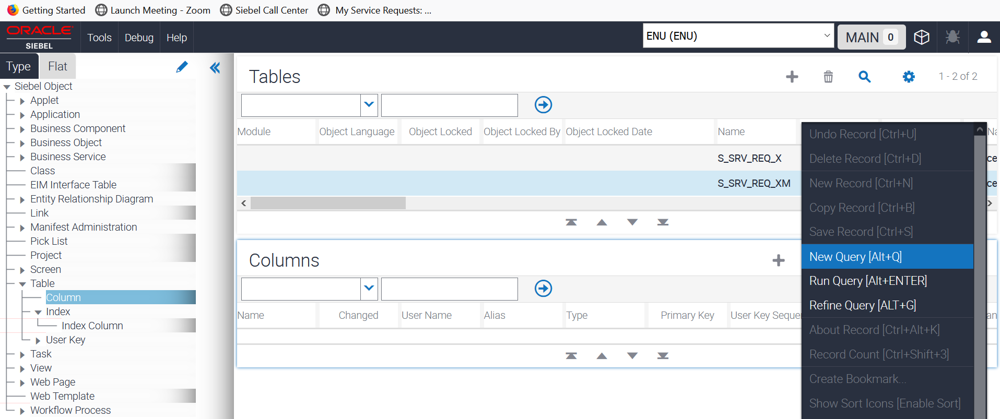 Getting Started Launch Meeting - Zoom Siebel Call Center My Service Requests: ...
ORACLE
SIEBEL
Tools Debug Help ENU (ENU) MAIN 0
Type Flat
Siebel Object
Applet
Application
Business Component
Business Object
Business Service
Class
EIM Interface Table
Entity Relationship Diagram
Link
Manifest Administration
Pick List
Project
Screen
Table
Column
Index
Index Column
User Key
Task
View
Web Page
Web Template
Workflow Process
Tables 1 - 2 of 2
Module Object Language Object Locked Object Locked By Object Locked Date Name Na
S_SRV_REQ_X ce
S_SRV_REQ_XM ce
Columns
Name Changed User Name Alias Type Primary Key User Key Seque an
Undo Record [Ctrl+U]
Delete Record [Ctrl+D]
New Record [Ctrl+N]
Copy Record [Ctrl+B]
Save Record [Ctrl+S]
New Query [Alt+Q]
Run Query [Alt+ENTER]
Refine Query [ALT+G]
About Record [Ctrl+Alt+K]
Record Count [Ctrl+Shift+3]
Create Bookmark...
Show Sort Icons [Enable Sort]